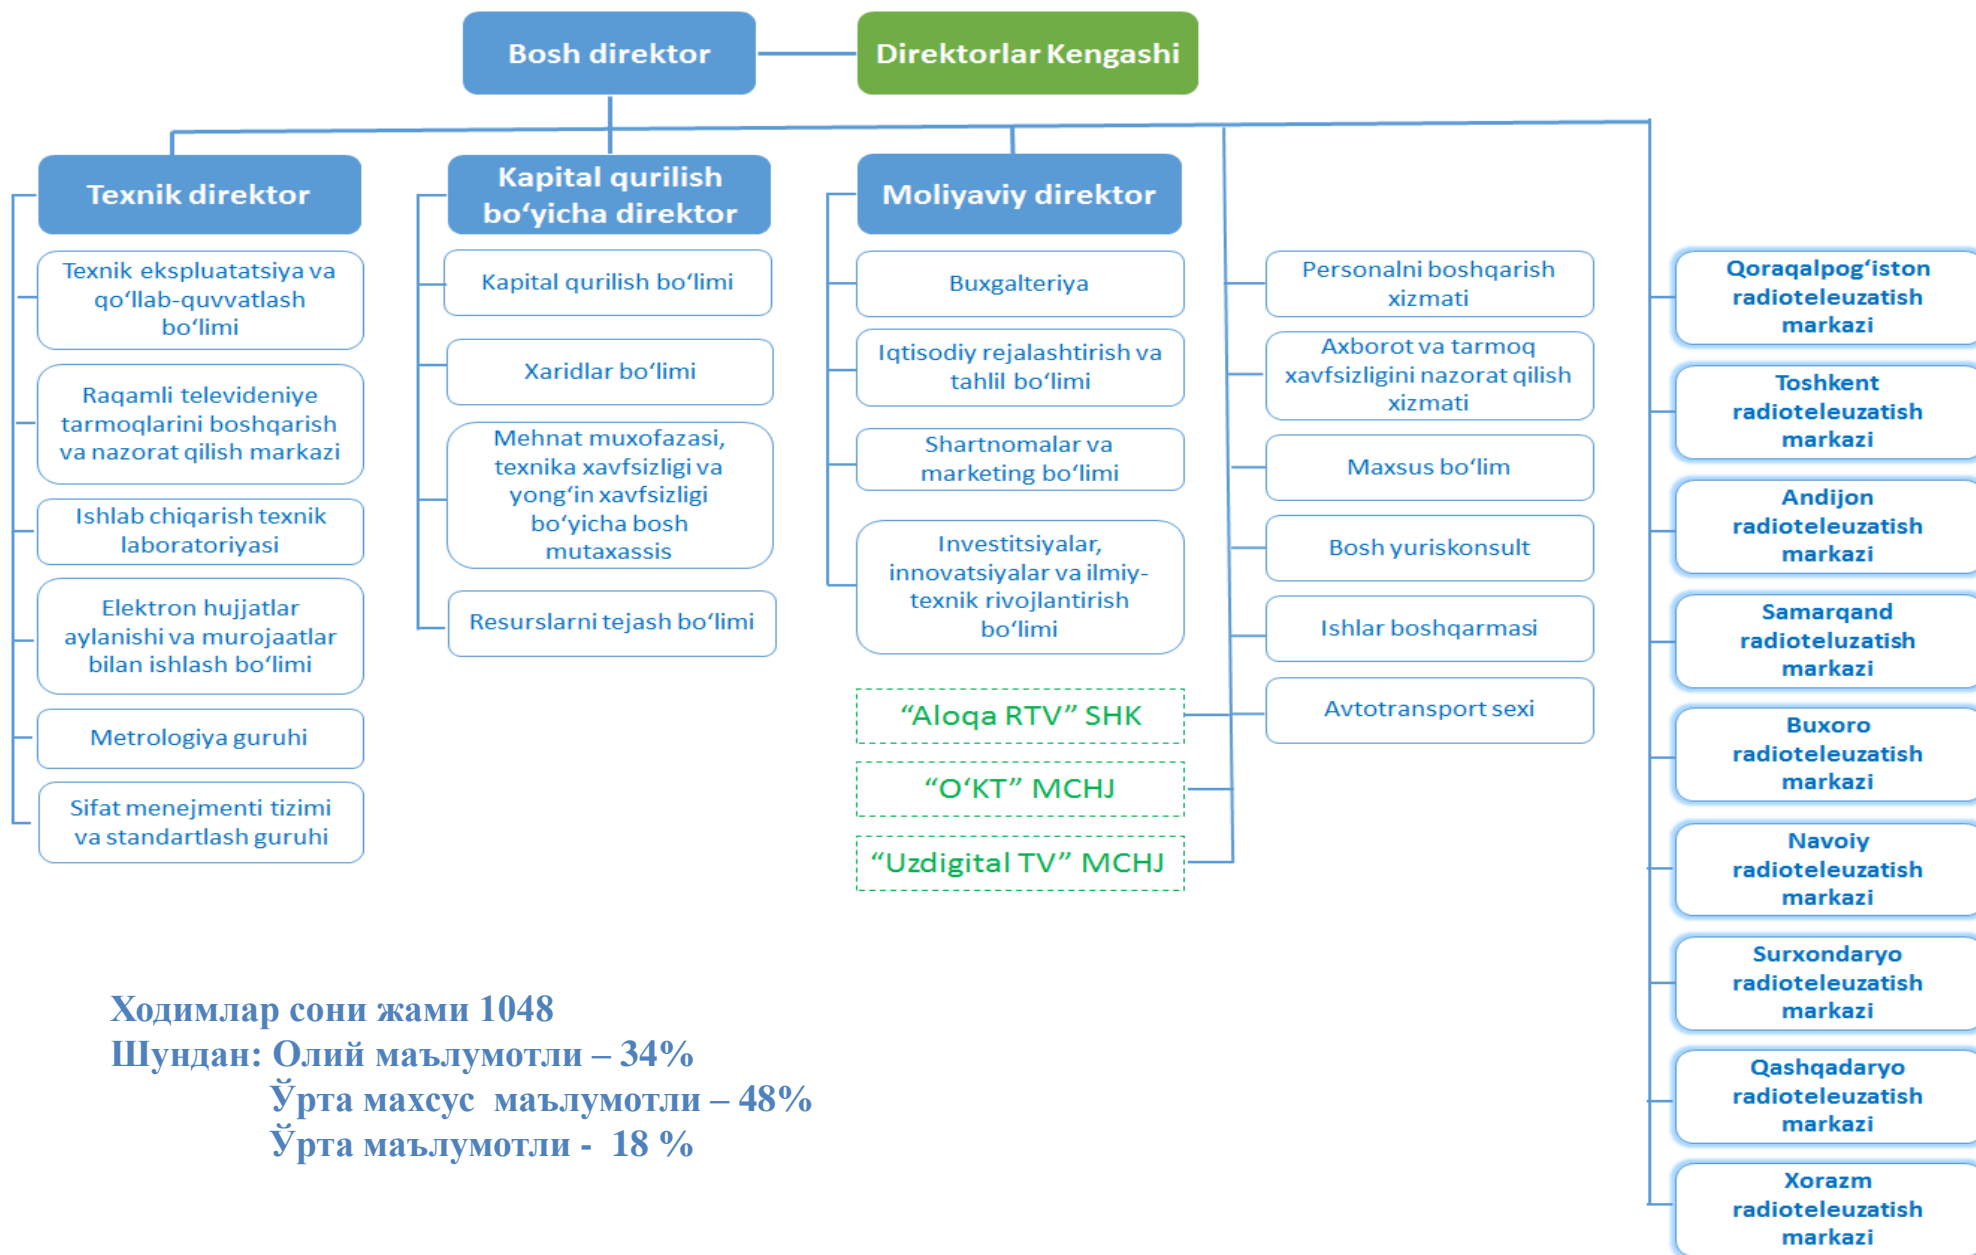 Bosh direktor
Direktorlar Kengashi
Texnik direktor
Texnik ekspluatatsiya va
qo‘llab-quvvatlash
bo‘limi
Raqamli televideniye
tarmoqlarini boshqarish
va nazorat qilish markazi
Ishlab chiqarish texnik
laboratoriyasi
Elektron hujjatlar
aylanishi va murojaatlar
bilan ishlash bo‘limi
Metrologiya guruhi
Sifat menejmenti tizimi
va standartlash guruhi
Kapital qurilish
bo‘yicha direktor
Kapital qurilish bo‘limi
Xaridlar bo‘limi
Mehnat muxofazasi,
texnika xavfsizligi va
yong‘in xavfsizligi
bo‘yicha bosh
mutaxassis
Resurslarni tejash bo‘limi
Moliyaviy direktor
Buxgalteriya
Iqtisodiy rejalashtirish va
tahlil bo‘limi
Shartnomalar va
marketing bo‘limi
Investitsiyalar,
innovatsiyalar va ilmiy-
texnik rivojlantirish
bo‘limi
“Aloqa RTV” SHK
“O‘KT” MCHJ
“Uzdigital TV” MCHJ
Personalni boshqarish
xizmati
Axborot va tarmoq
xavfsizligini nazorat qilish
xizmati
Maxsus bo‘lim
Bosh yuriskonsult
Ishlar boshqarmasi
Avtotransport sexi
Qoraqalpog‘iston
radioteleuzatish
markazi
Toshkent
radioteleuzatish
markazi
Andijon
radioteleuzatish
markazi
Samarqand
radioteluzatish
markazi
Buxoro
radioteleuzatish
markazi
Navoiy
radioteleuzatish
markazi
Surxondaryo
radioteleuzatish
markazi
Qashqadaryo
radioteleuzatish
markazi
Xorazm
radioteleuzatish
markazi
Ходимлар сони жами 1048
Шундан: Олий маълумотли – 34%
Ўрта махсус маълумотли – 48%
Ўрта маълумотли - 18 %